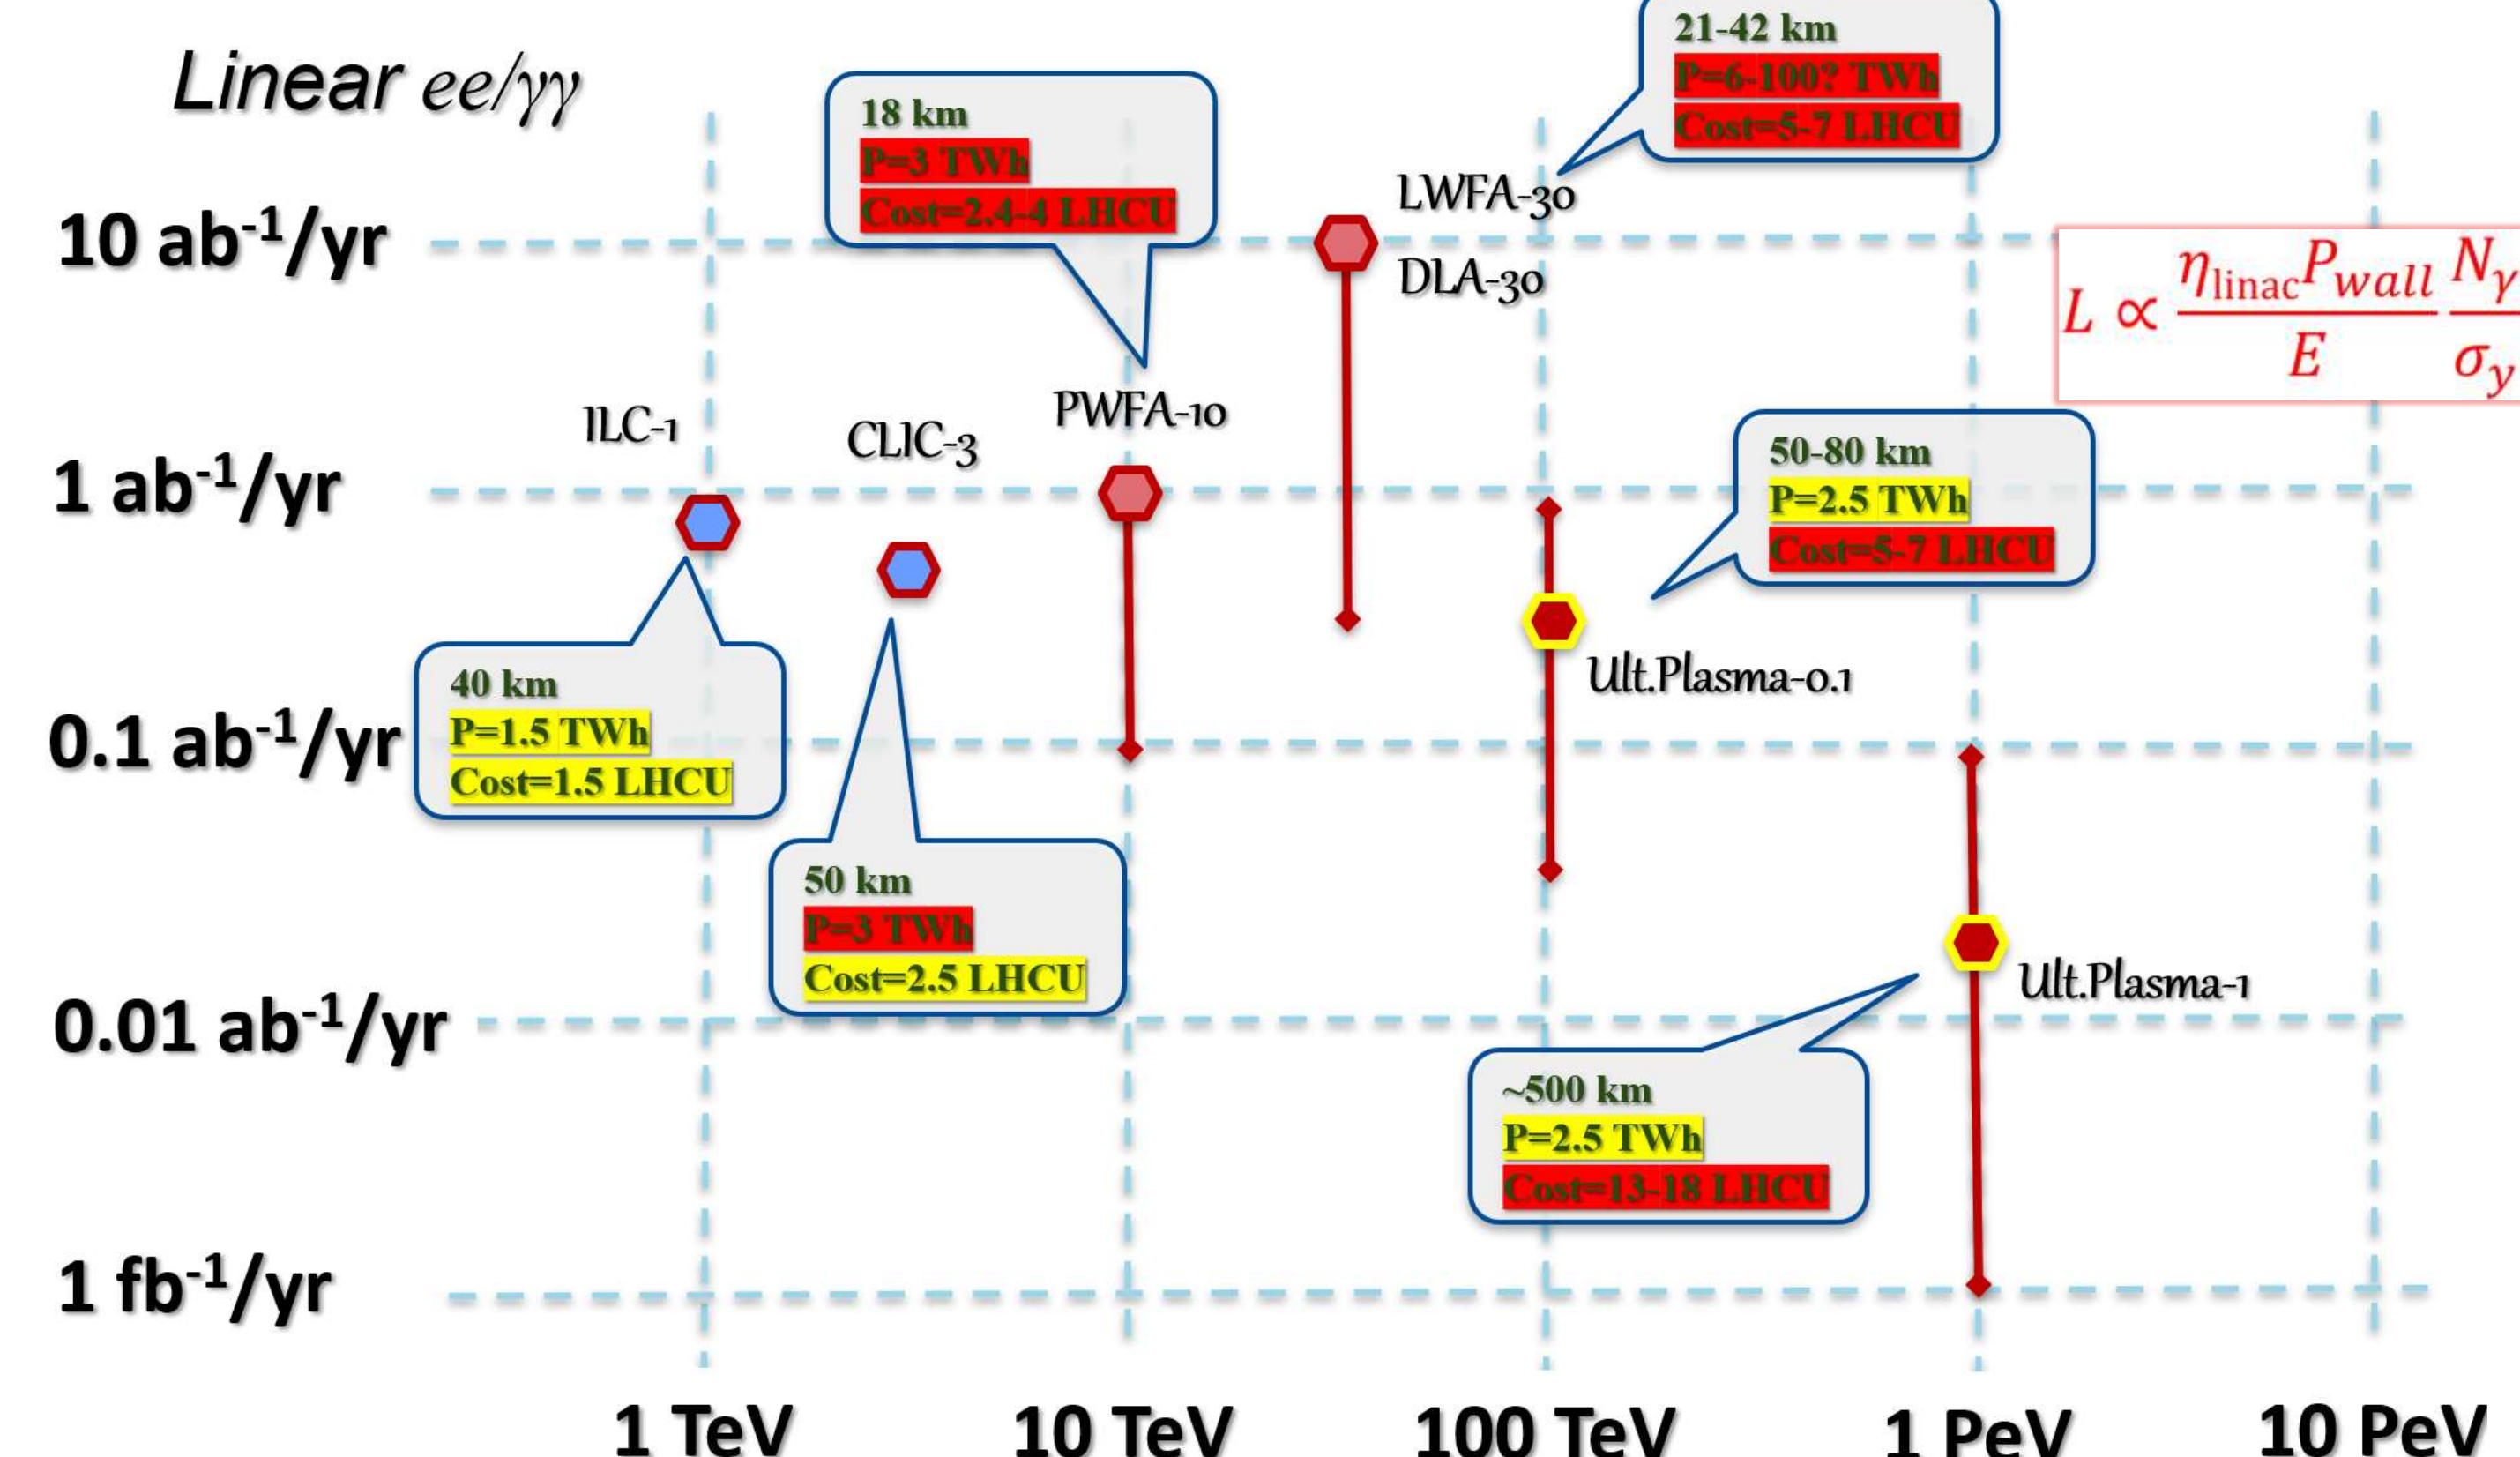 Linear ee/γγ
21-42 km
P=6-100? TWh
Cost=5-7 LHCU
18 km
P=3 TWh
Cost=2.4-4 LHCU
LWFA-30
10 ab⁻¹/yr
DLA-30
L ∝ η_linac P_wall / E N_γ / σ_y
ILC-1
CLIC-3
PWFA-10
1 ab⁻¹/yr
50-80 km
P=2.5 TWh
Cost=5-7 LHCU
Ult.Plasma-0.1
40 km
P=1.5 TWh
Cost=1.5 LHCU
0.1 ab⁻¹/yr
50 km
P=3 TWh
Cost=2.5 LHCU
Ult.Plasma-1
0.01 ab⁻¹/yr
~500 km
P=2.5 TWh
Cost=13-18 LHCU
1 fb⁻¹/yr
1 TeV
10 TeV
100 TeV
1 PeV
10 PeV